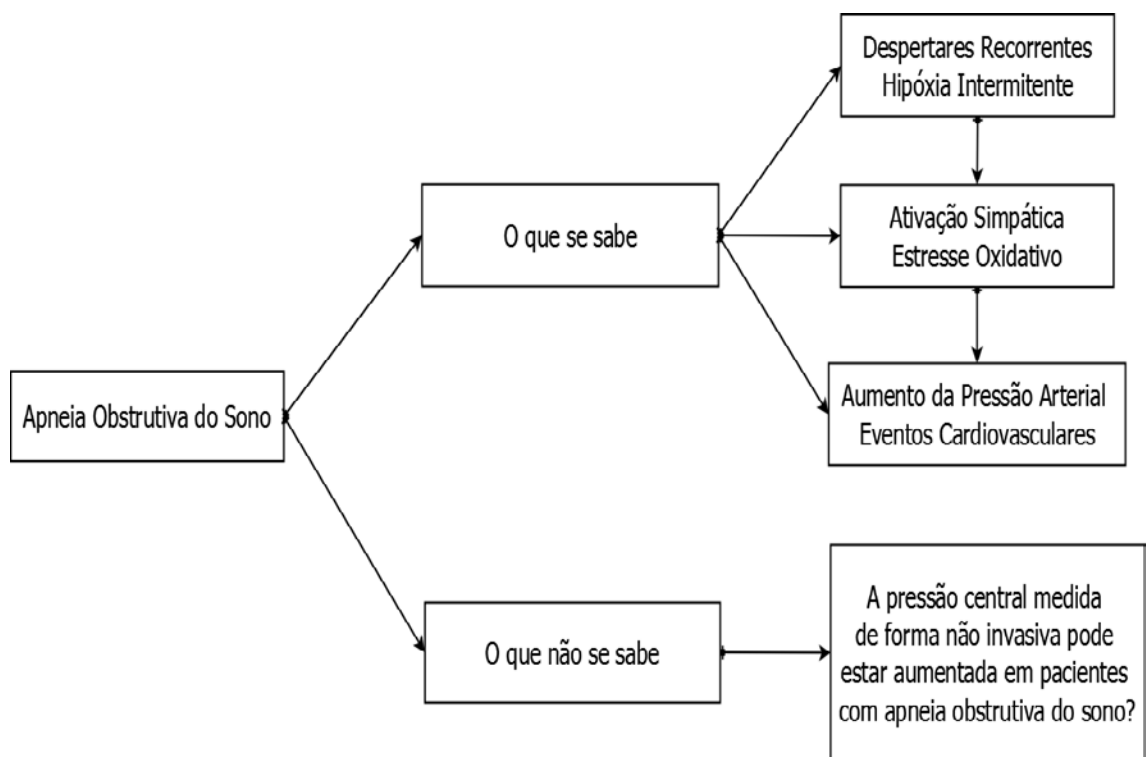 Apneia Obstrutiva do Sono
O que se sabe
Despertares Recorrentes
Hipóxia Intermitente
Ativação Simpática
Estresse Oxidativo
Aumento da Pressão Arterial
Eventos Cardiovasculares
O que não se sabe
A pressão central medida
de forma não invasiva pode
estar aumentada em pacientes
com apneia obstrutiva do sono?